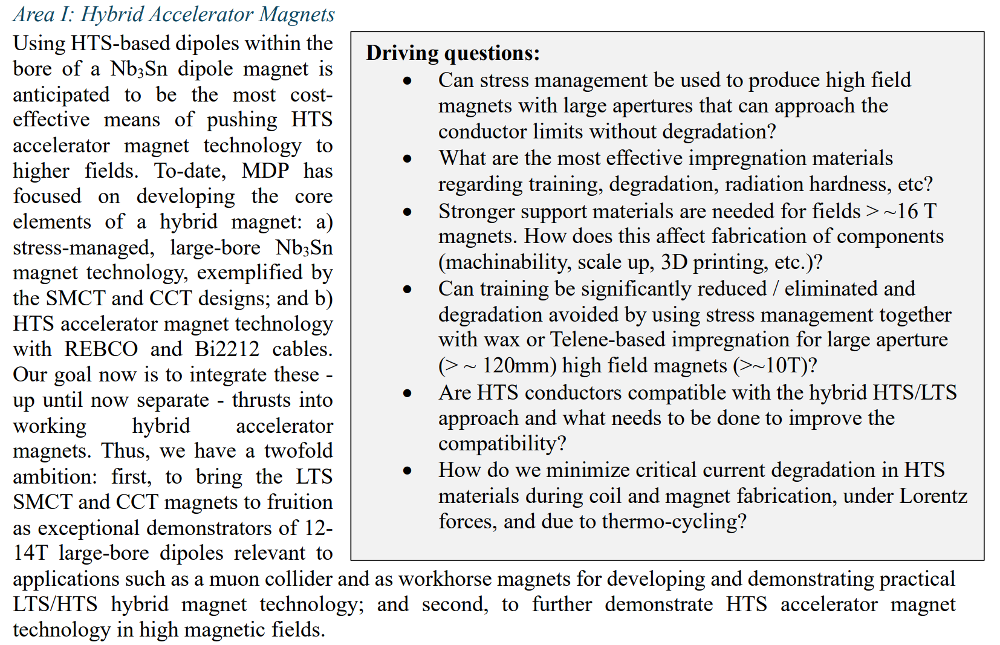 Area I: Hybrid Accelerator Magnets
Using HTS-based dipoles within the
bore of a Nb₃Sn dipole magnet is
anticipated to be the most cost-
effective means of pushing HTS
accelerator magnet technology to
higher fields. To-date, MDP has
focused on developing the core
elements of a hybrid magnet: a)
stress-managed, large-bore Nb₃Sn
magnet technology, exemplified by
the SMCT and CCT designs; and b)
HTS accelerator magnet technology
with REBCO and Bi2212 cables.
Our goal now is to integrate these -
up until now separate - thrusts into
working hybrid accelerator
magnets. Thus, we have a twofold
ambition: first, to bring the LTS
SMCT and CCT magnets to fruition
as exceptional demonstrators of 12-
14T large-bore dipoles relevant to
applications such as a muon collider and as workhorse magnets for developing and demonstrating practical
LTS/HTS hybrid magnet technology; and second, to further demonstrate HTS accelerator magnet
technology in high magnetic fields.
Driving questions:
• Can stress management be used to produce high field
magnets with large apertures that can approach the
conductor limits without degradation?
• What are the most effective impregnation materials
regarding training, degradation, radiation hardness, etc?
• Stronger support materials are needed for fields > ~16 T
magnets. How does this affect fabrication of components
(machinability, scale up, 3D printing, etc.)?
• Can training be significantly reduced / eliminated and
degradation avoided by using stress management together
with wax or Telene-based impregnation for large aperture
(> ~ 120mm) high field magnets (>~10T)?
• Are HTS conductors compatible with the hybrid HTS/LTS
approach and what needs to be done to improve the
compatibility?
• How do we minimize critical current degradation in HTS
materials during coil and magnet fabrication, under Lorentz
forces, and due to thermo-cycling?